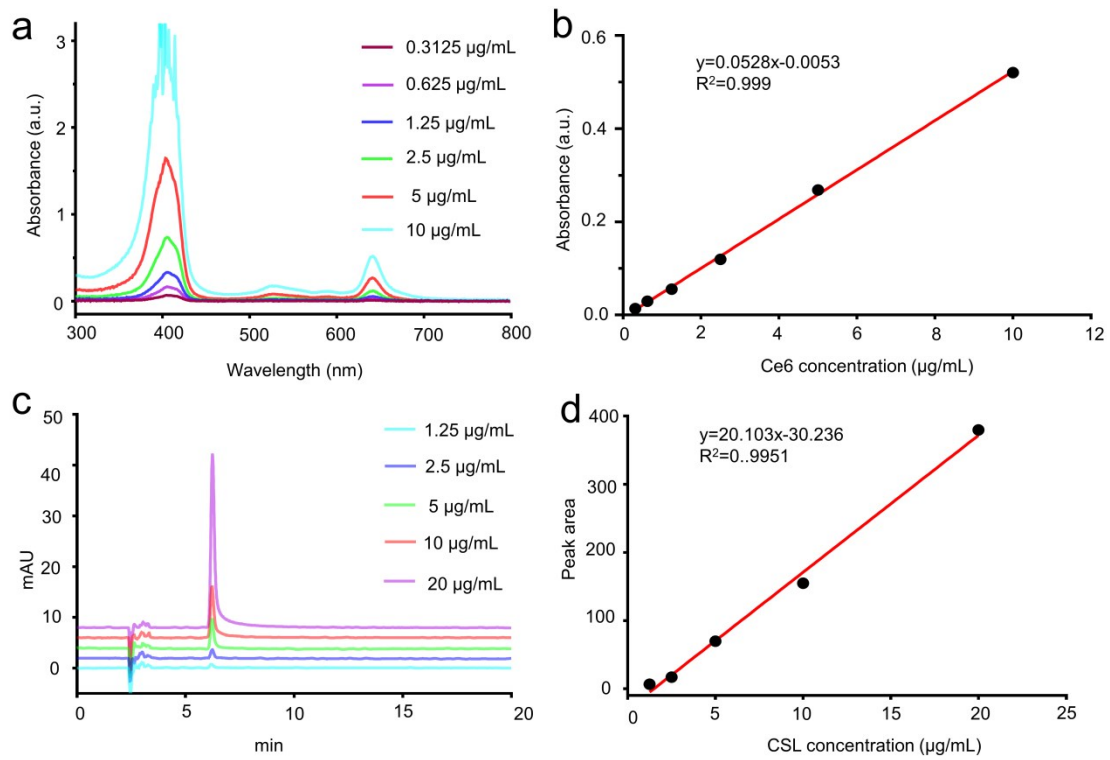 a
3
2
1
0
300
400
500
600
700
800
Absorbance (a.u.)
Wavelength (nm)
0.3125 µg/mL
0.625 µg/mL
1.25 µg/mL
2.5 µg/mL
5 µg/mL
10 µg/mL
b
0.6
0.4
0.2
0.0
0
2
4
6
8
10
12
Absorbance (a.u.)
Ce6 concentration (µg/mL)
y=0.0528x-0.0053
R²=0.999
c
50
40
30
20
10
0
0
5
10
15
20
mAU
min
1.25 µg/mL
2.5 µg/mL
5 µg/mL
10 µg/mL
20 µg/mL
d
400
300
200
100
0
0
5
10
15
20
25
Peak area
CSL concentration (µg/mL)
y=20.103x-30.236
R²=0..9951